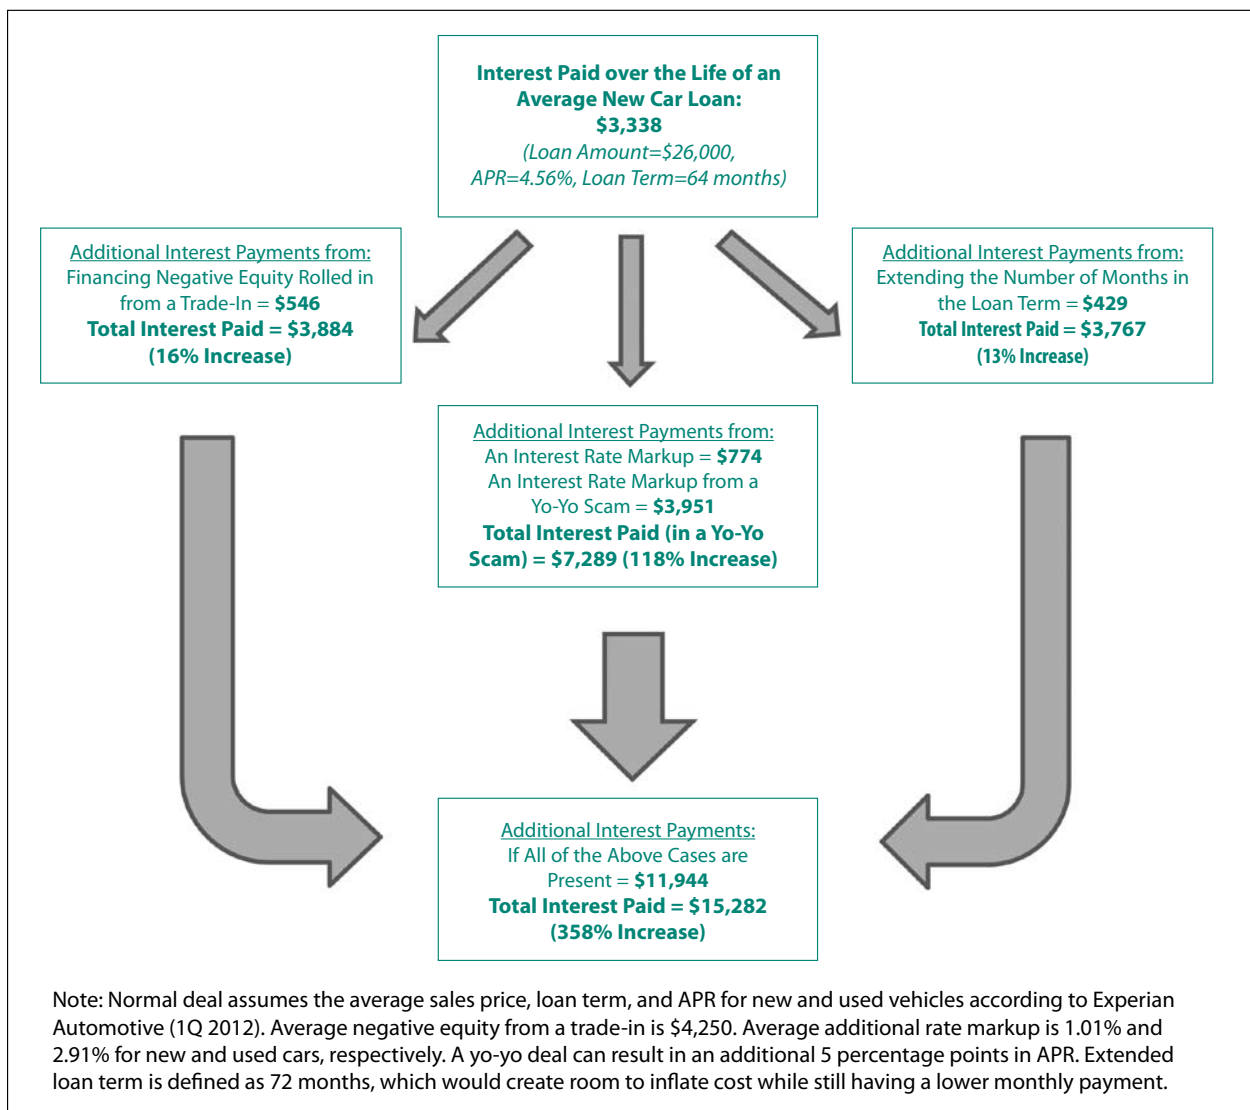 Interest Paid over the Life of an
Average New Car Loan:
$3,338
(Loan Amount=$26,000,
APR=4.56%, Loan Term=64 months)
Additional Interest Payments from:
Financing Negative Equity Rolled in
from a Trade-In = $546
Total Interest Paid = $3,884
(16% Increase)
Additional Interest Payments from:
Extending the Number of Months in
the Loan Term = $429
Total Interest Paid = $3,767
(13% Increase)
Additional Interest Payments from:
An Interest Rate Markup = $774
An Interest Rate Markup from a
Yo-Yo Scam = $3,951
Total Interest Paid (in a Yo-Yo
Scam) = $7,289 (118% Increase)
Additional Interest Payments:
If All of the Above Cases are
Present = $11,944
Total Interest Paid = $15,282
(358% Increase)
Note: Normal deal assumes the average sales price, loan term, and APR for new and used vehicles according to Experian
Automotive (1Q 2012). Average negative equity from a trade-in is $4,250. Average additional rate markup is 1.01% and
2.91% for new and used cars, respectively. A yo-yo deal can result in an additional 5 percentage points in APR. Extended
loan term is defined as 72 months, which would create room to inflate cost while still having a lower monthly payment.